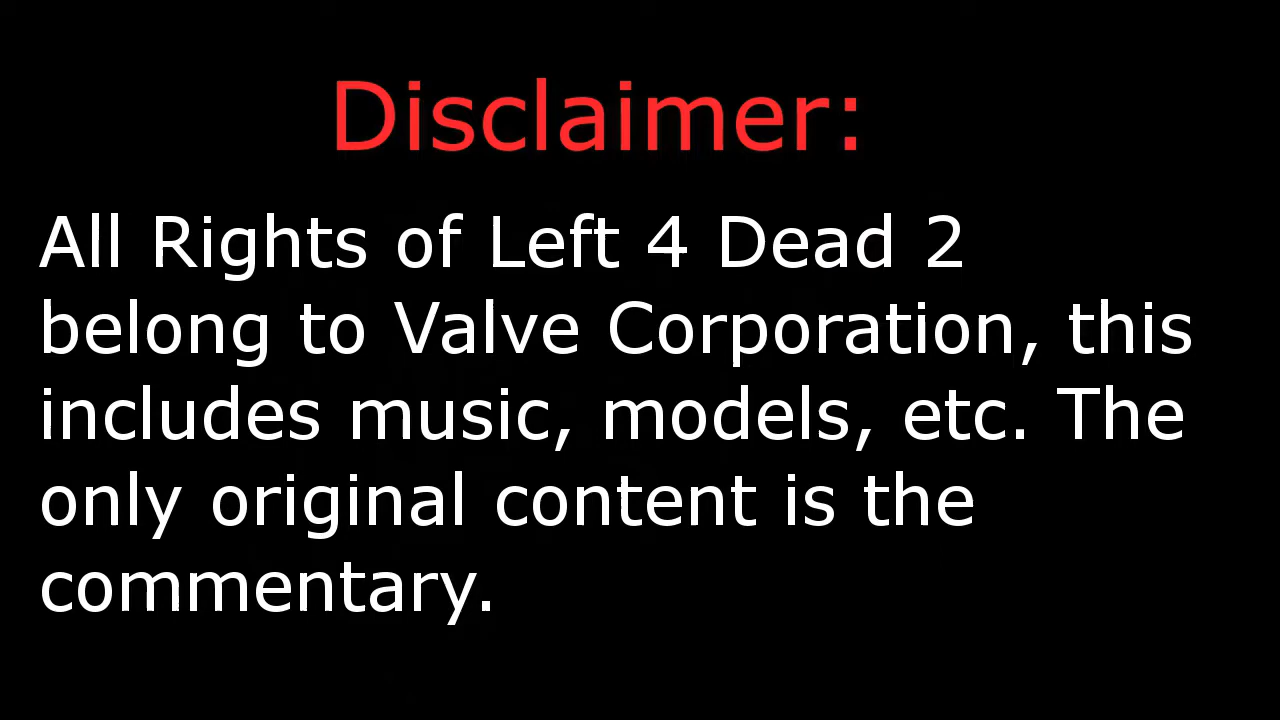 Disclaimer:
All Rights of Left 4 Dead 2
belong to Valve Corporation, this
includes music, models, etc. The
only original content is the
commentary.